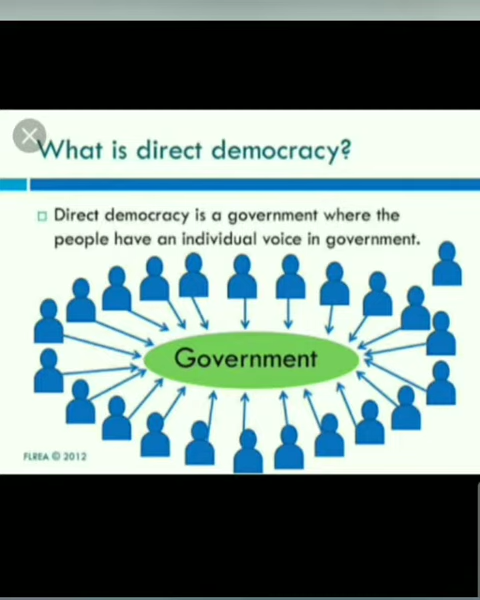 What is direct democracy?
Direct democracy is a government where the
people have an individual voice in government.
Government
FLREA © 2012